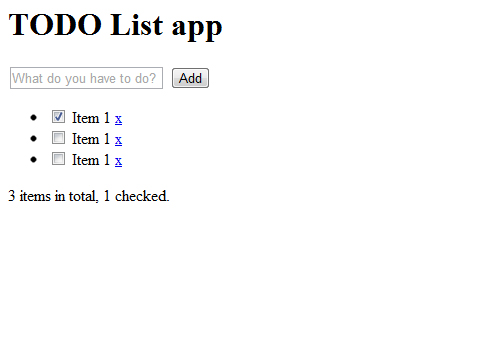 TODO List app
What do you have to do? Add
Item 1 x
Item 1 x
Item 1 x
3 items in total, 1 checked.